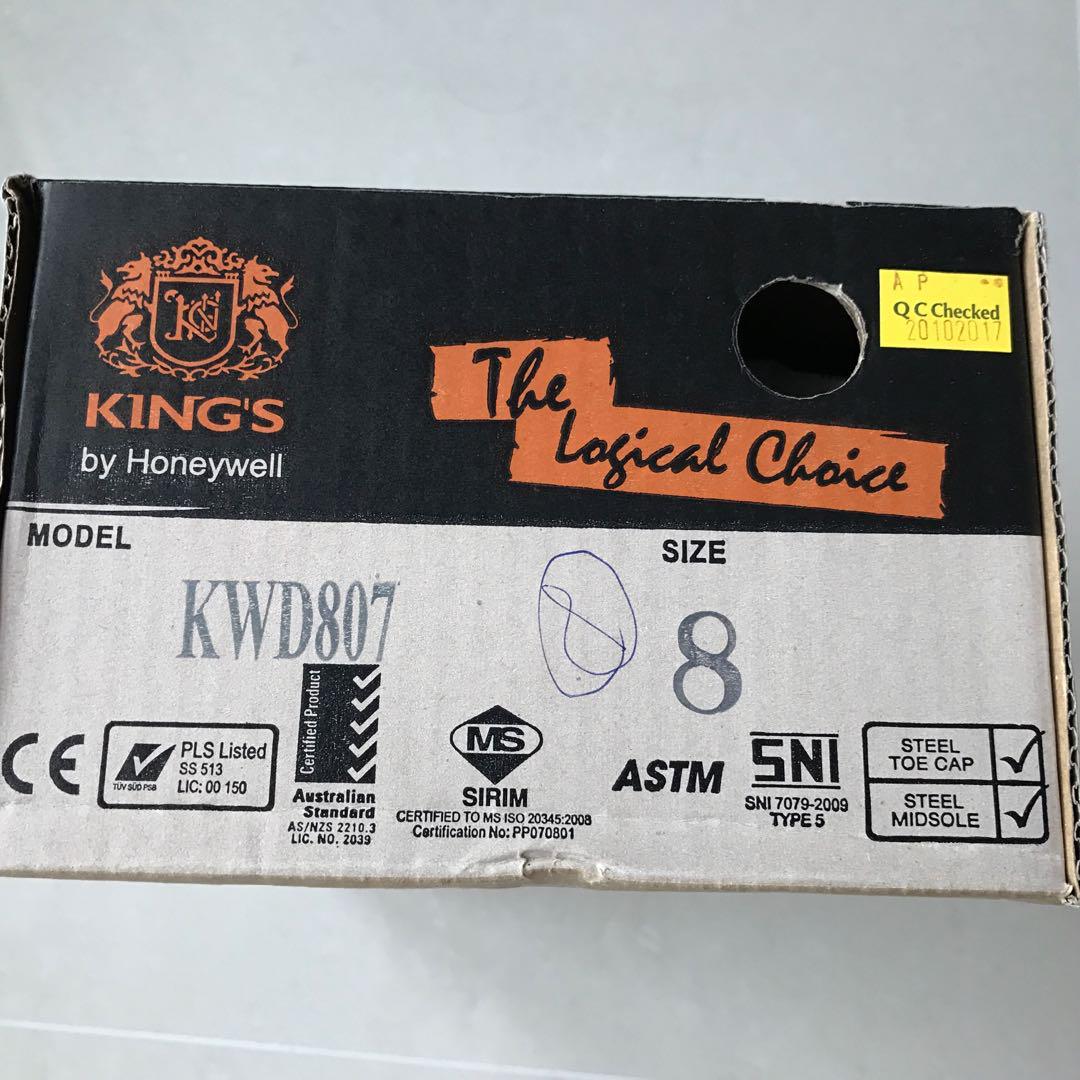 KING'S
by Honeywell
The
Logical Choice
A P
Q C Checked
20102017
MODEL
KWD807
SIZE
8
8
CE
PLS Listed
SS 513
LIC: 00 150
TÜV SÜD PSB
Certified Product
Australian
Standard
AS/NZS 2210.3
LIC. NO. 2039
MS
SIRIM
CERTIFIED TO MS ISO 20345:2008
Certification No: PP070801
ASTM
SNI
SNI 7079-2009
TYPE 5
STEEL
TOE CAP
STEEL
MIDSOLE